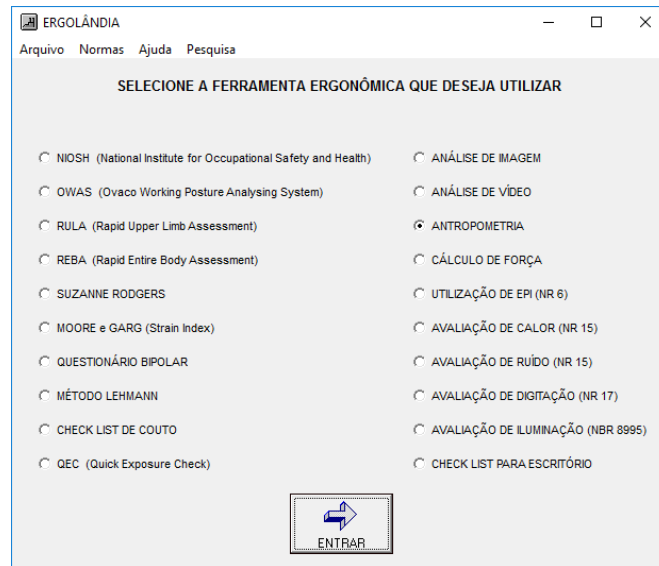 ERGOLÂNDIA
Arquivo Normas Ajuda Pesquisa
SELECIONE A FERRAMENTA ERGONÔMICA QUE DESEJA UTILIZAR
NIOSH (National Institute for Occupational Safety and Health)
OWAS (Ovaco Working Posture Analysing System)
RULA (Rapid Upper Limb Assessment)
REBA (Rapid Entire Body Assessment)
SUZANNE RODGERS
MOORE e GARG (Strain Index)
QUESTIONÁRIO BIPOLAR
MÉTODO LEHMANN
CHECK LIST DE COUTO
QEC (Quick Exposure Check)
ANÁLISE DE IMAGEM
ANÁLISE DE VÍDEO
ANTROPOMETRIA
CÁLCULO DE FORÇA
UTILIZAÇÃO DE EPI (NR 6)
AVALIAÇÃO DE CALOR (NR 15)
AVALIAÇÃO DE RUÍDO (NR 15)
AVALIAÇÃO DE DIGITAÇÃO (NR 17)
AVALIAÇÃO DE ILUMINAÇÃO (NBR 8995)
CHECK LIST PARA ESCRITÓRIO
ENTRAR